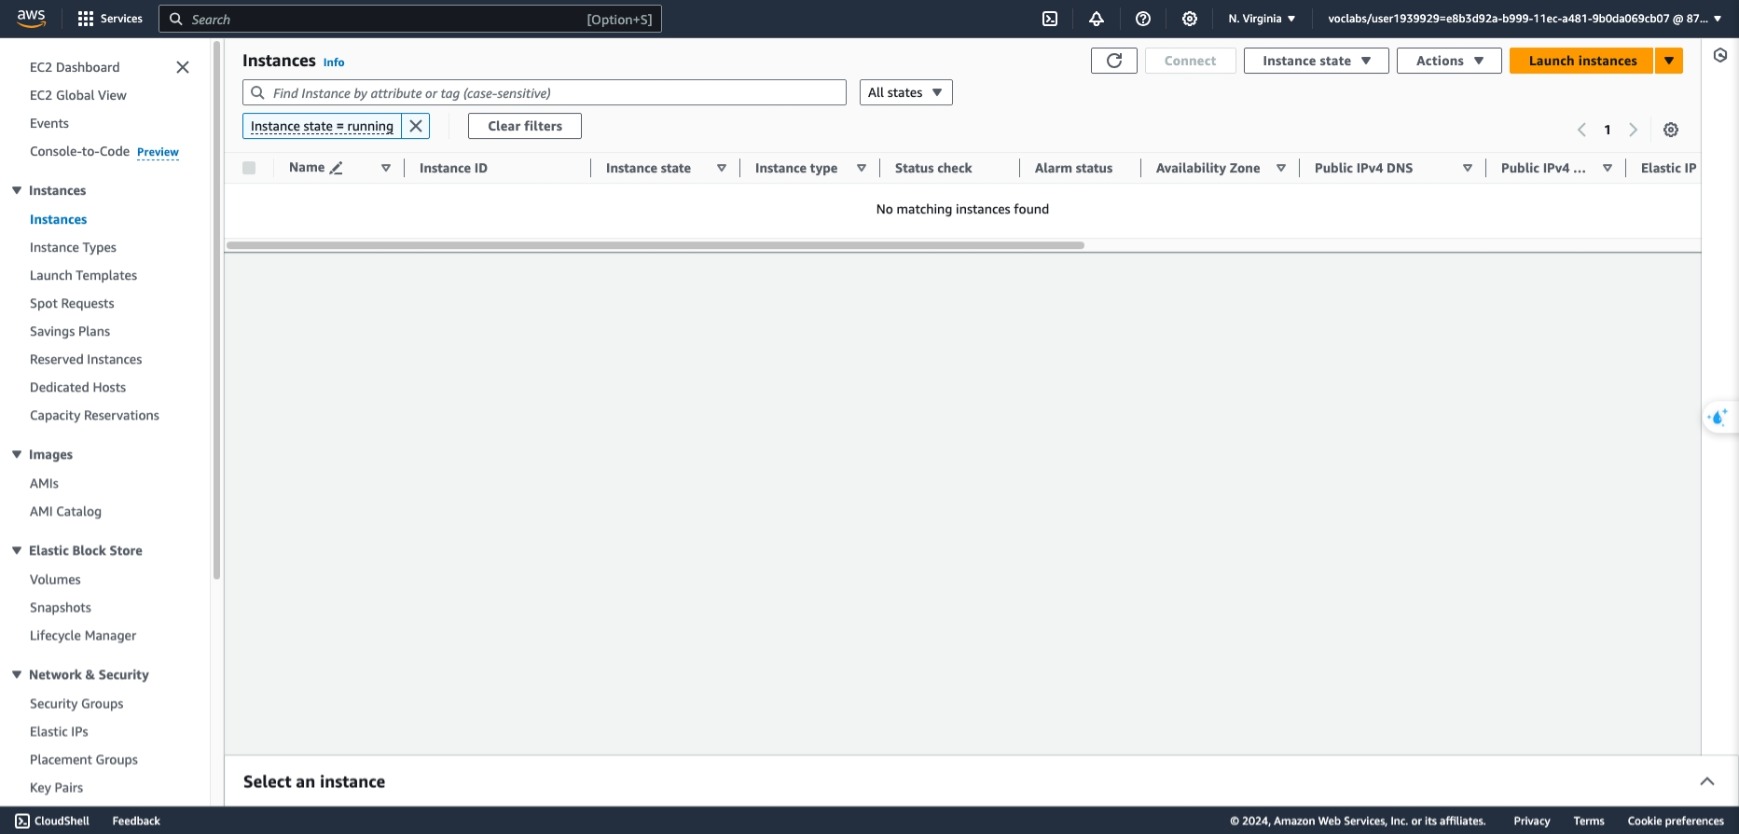 aws Services Search [Option+S] N. Virginia voclabs/user1939929=e8b3d92a-b999-11ec-a481-9b0da069cb07 @ 87...
EC2 Dashboard
EC2 Global View
Events
Console-to-Code Preview
Instances
Instances
Instance Types
Launch Templates
Spot Requests
Savings Plans
Reserved Instances
Dedicated Hosts
Capacity Reservations
Images
AMIs
AMI Catalog
Elastic Block Store
Volumes
Snapshots
Lifecycle Manager
Network & Security
Security Groups
Elastic IPs
Placement Groups
Key Pairs
Instances Info Connect Instance state Actions Launch instances
Find Instance by attribute or tag (case-sensitive) All states
Instance state = running Clear filters 1
Name Instance ID Instance state Instance type Status check Alarm status Availability Zone Public IPv4 DNS Public IPv4 ... Elastic IP
No matching instances found
Select an instance
CloudShell Feedback © 2024, Amazon Web Services, Inc. or its affiliates. Privacy Terms Cookie preferences